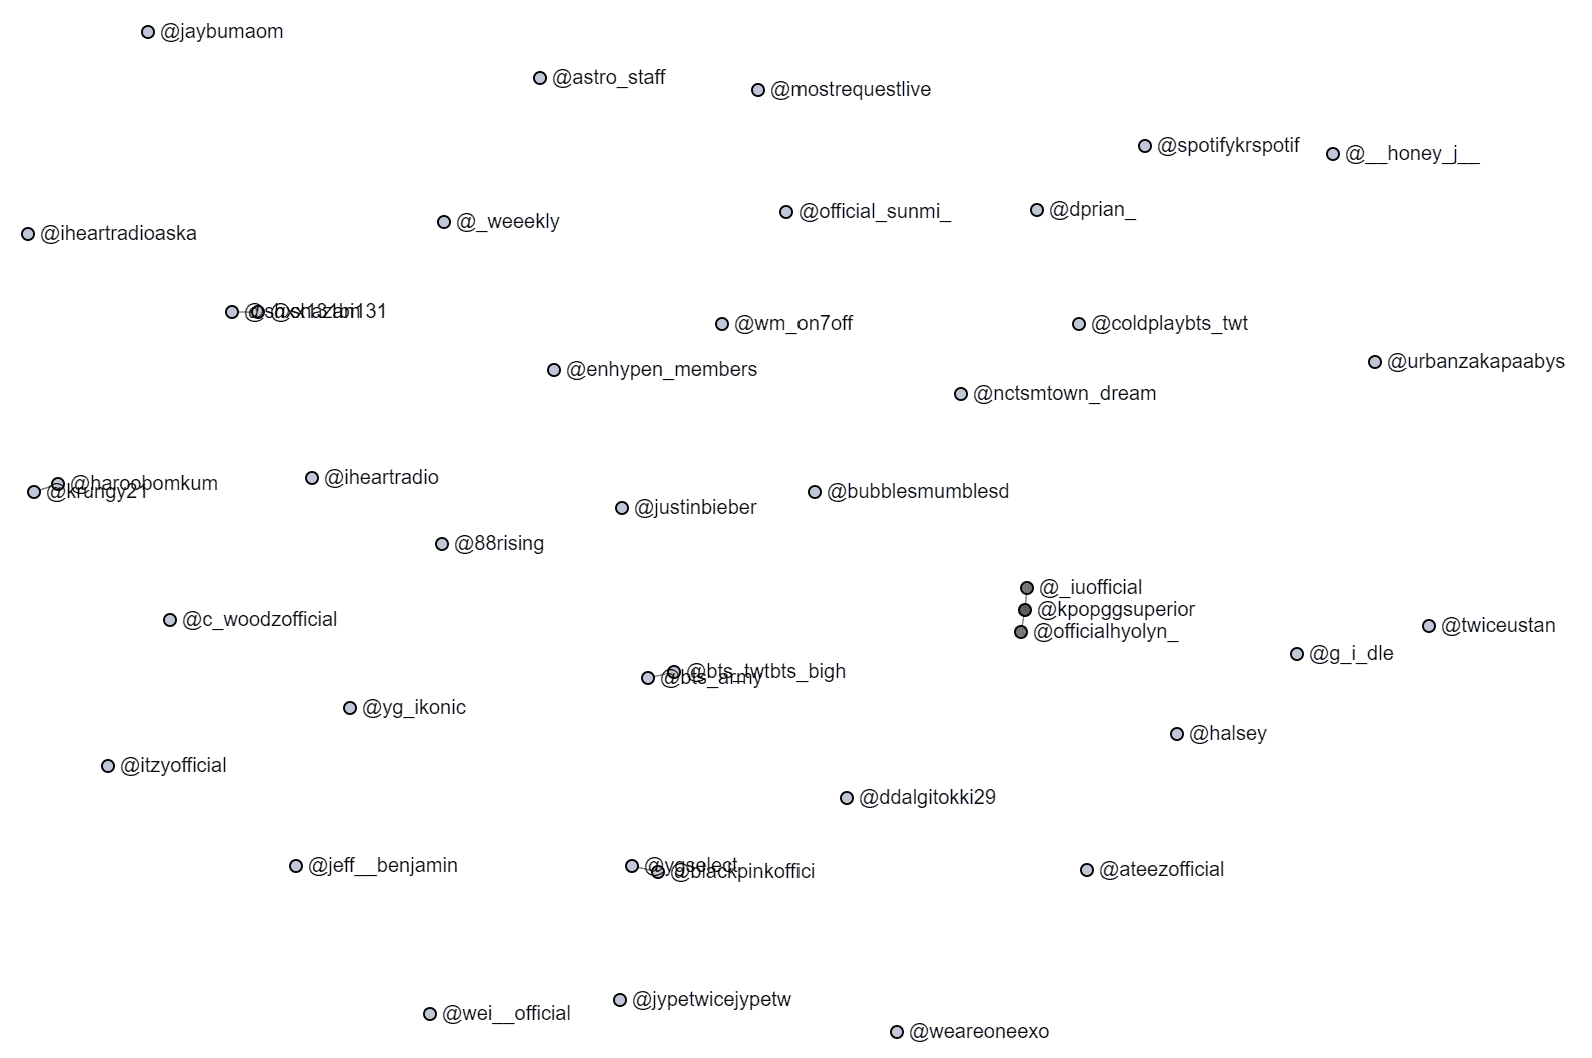 @jaybumaom
@astro_staff
@mostrequestlive
@spotifykrspotif
@__honey_j__
@official_sunmi_
@dprian_
@_weeekly
@iheartradioaska
@wm_on7off
@coldplaybts_twt
@urbanzakapaabys
@enhypen_members
@nctsmtown_dream
@iheartradio
@haroobomkum
@krungy21
@bubblesmumblesd
@justinbieber
@88rising
@_iuofficial
@kpopggsuperior
@c_woodzofficial
@twiceustan
@officialhyolyn_
@g_i_dle
@bts_twtbts_bigh
@bts_army
@yg_ikonic
@halsey
@itzyofficial
@ddalgitokki29
@jeff__benjamin
@ygselect
@blackpinkoffici
@ateezofficial
@jypetwicejypetw
@wei__official
@weareoneexo